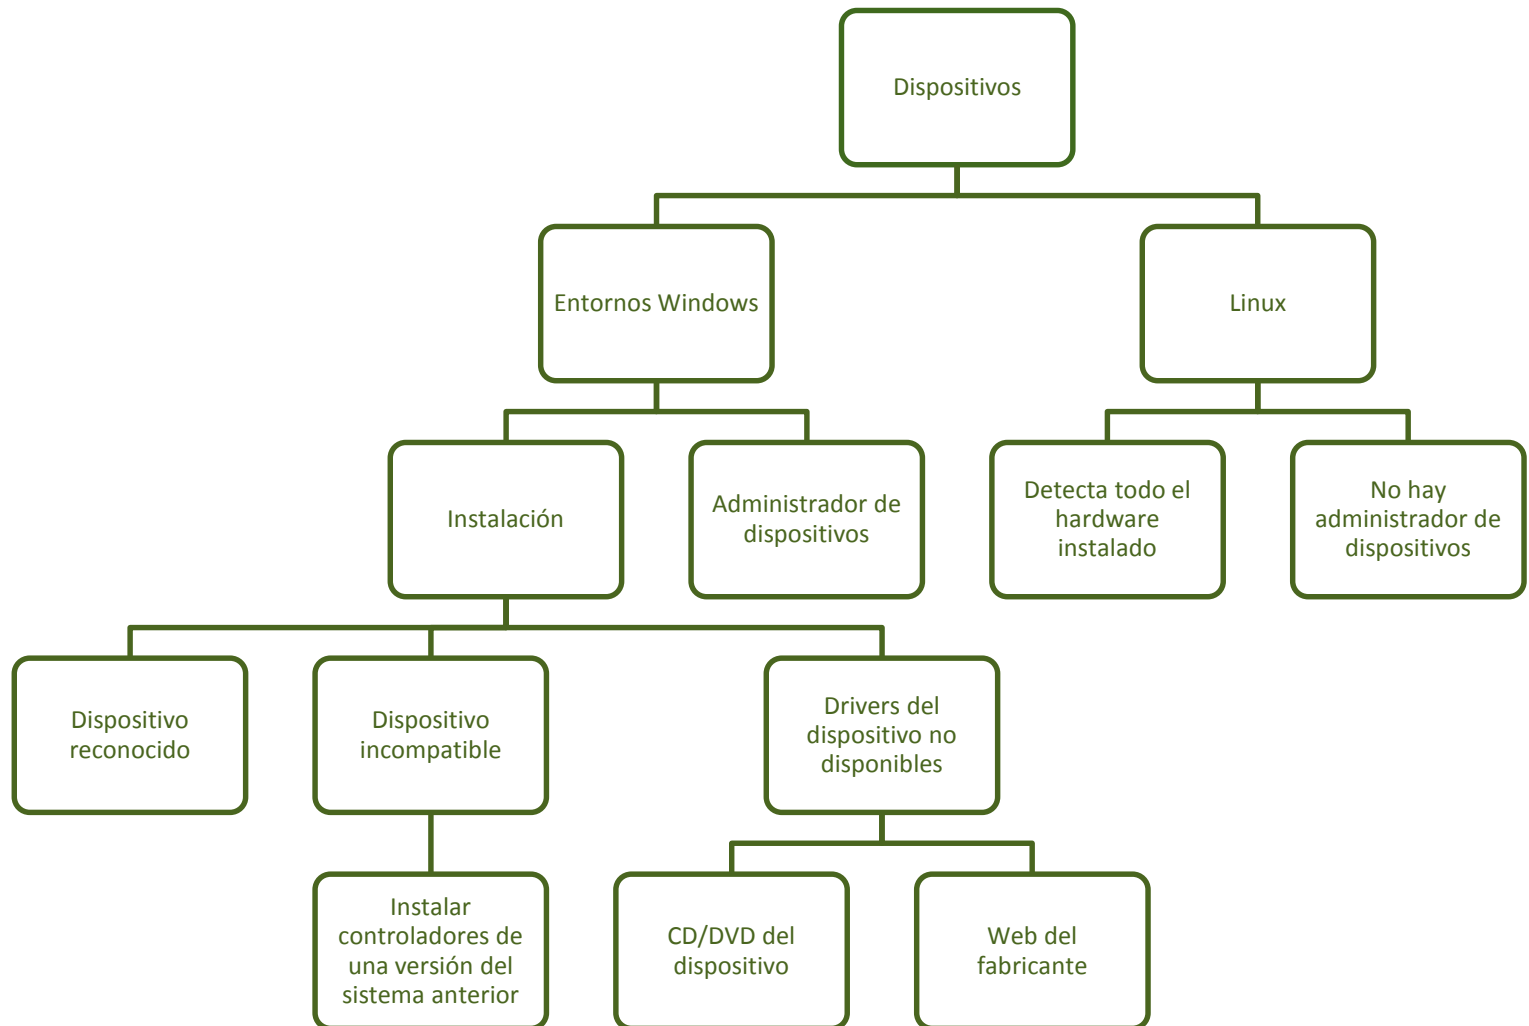 Dispositivos
Entornos Windows
Linux
Instalación
Administrador de
dispositivos
Detecta todo el
hardware
instalado
No hay
administrador de
dispositivos
Dispositivo
reconocido
Dispositivo
incompatible
Drivers del
dispositivo no
disponibles
Instalar
controladores de
una versión del
sistema anterior
CD/DVD del
dispositivo
Web del
fabricante